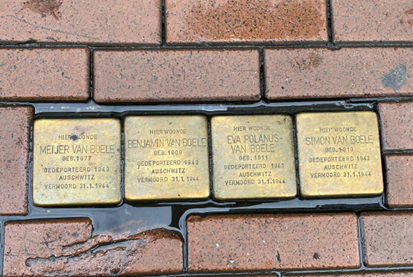 HIER WOONDE
MEIJER VAN BOELE
GEB. 1877
GEDEPORTEERD 1943
AUSCHWITZ
VERMOORD 31.1.1944
HIER WOONDE
BENJAMIN VAN BOELE
GEB. 1909
GEDEPORTEERD 1943
AUSCHWITZ
VERMOORD 31.1.1944
HIER WOONDE
EVA POLANUS
VAN BOELE
GEB. 1911
GEDEPORTEERD 1943
AUSCHWITZ
VERMOORD 31.1.1944
HIER WOONDE
SIMON VAN BOELE
GEB.
GEDEPORTEERD 1943
AUSCHWITZ
VERMOORD 31.1.1944